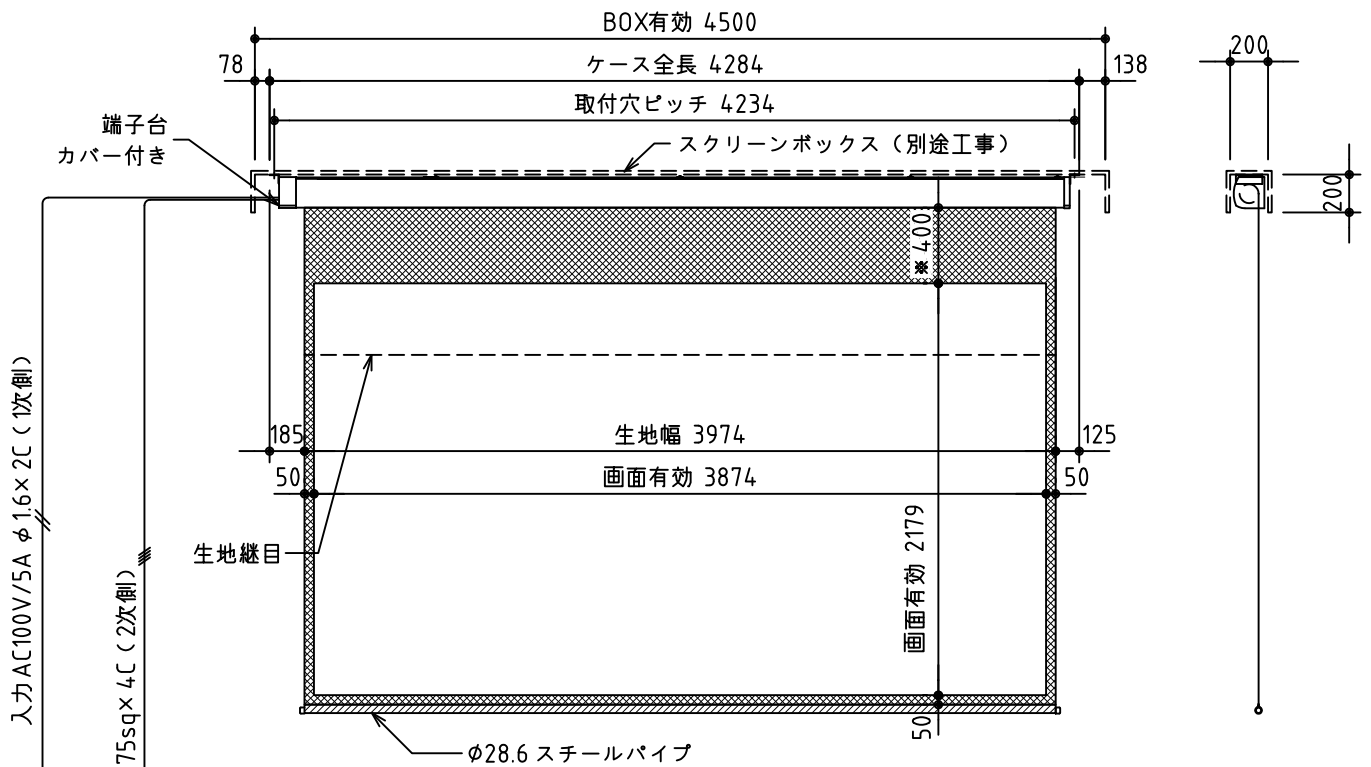 BOX有効 4500
78
ケース全長 4284
138
200
取付穴ピッチ 4234
端子台
カバー付き
スクリーンボックス（別途工事）
200
※400
185
生地幅 3974
125
50
画面有効 3874
50
入力AC100V/5A φ1.6×2C（1次側）
75sq×4C（2次側）
生地継目
画面有効 2179
50
φ28.6 スチールパイプ